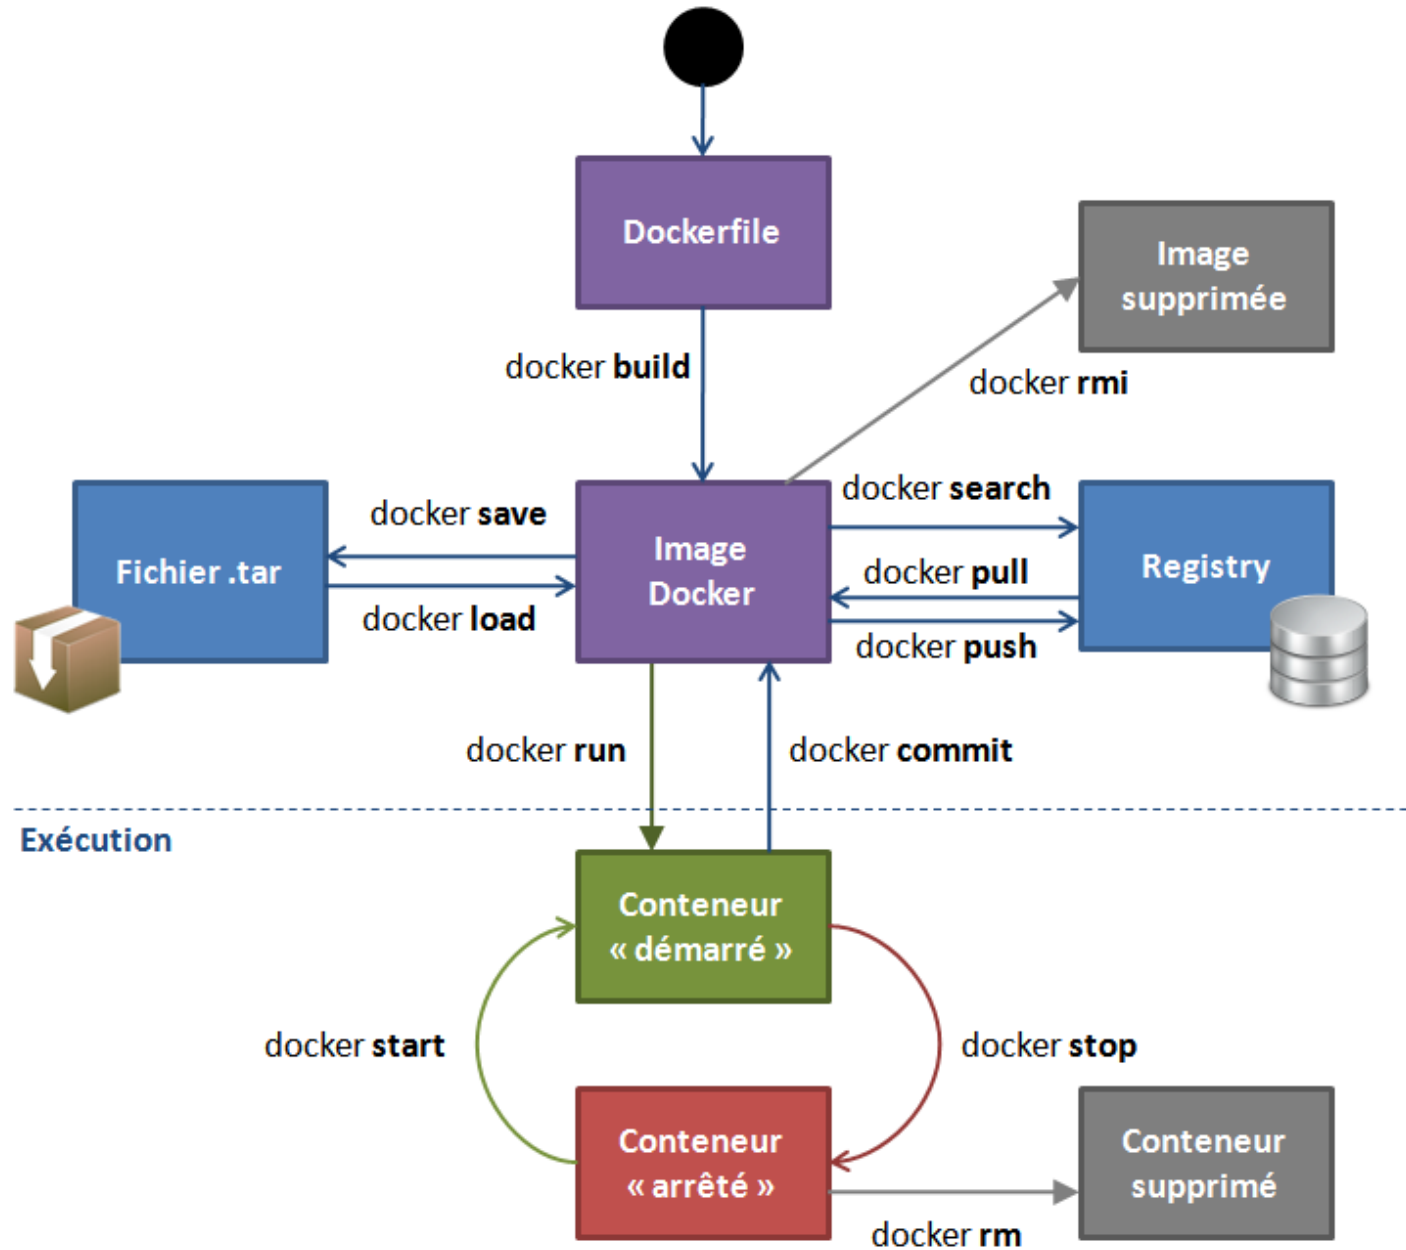 Dockerfile
Image
supprimée
docker build
docker rmi
docker search
docker save
Image
Docker
Fichier .tar
docker pull
Registry
docker load
docker push
docker run
docker commit
Exécution
Conteneur
« démarré »
docker start
docker stop
Conteneur
« arrêté »
Conteneur
supprimé
docker rm